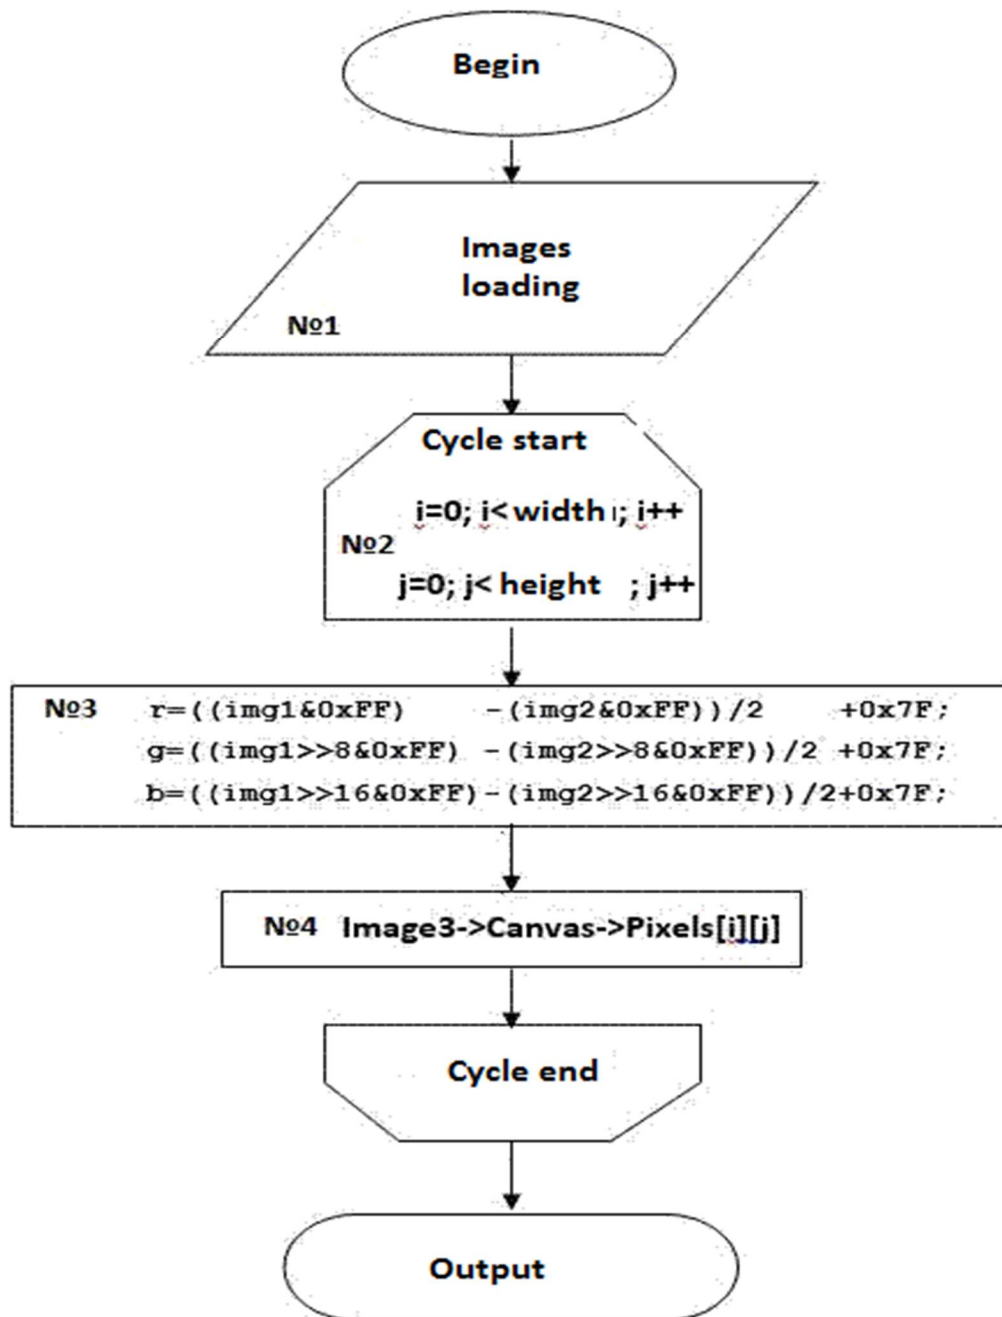 Begin
Images
loading
№1
Cycle start
i=0; i< width ; i++
№2
j=0; j< height ; j++
№3 r=((img1&0xFF) -(img2&0xFF))/2 +0x7F;
g=((img1>>8&0xFF) -(img2>>8&0xFF))/2 +0x7F;
b=((img1>>16&0xFF)-(img2>>16&0xFF))/2+0x7F;
№4 Image3->Canvas->Pixels[i][j]
Cycle end
Output